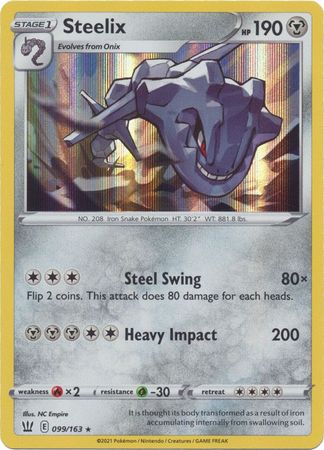 STAGE 1 Steelix HP 190
Evolves from Onix
NO. 208 Iron Snake Pokémon HT: 30'2" WT: 881.8 lbs.
Steel Swing 80×
Flip 2 coins. This attack does 80 damage for each heads.
Heavy Impact 200
weakness ×2 resistance -30 retreat
Illus. NC Empire
It is thought its body transformed as a result of iron
accumulating internally from swallowing soil.
E 099/163 ★
©2021 Pokémon / Nintendo / Creatures / GAME FREAK